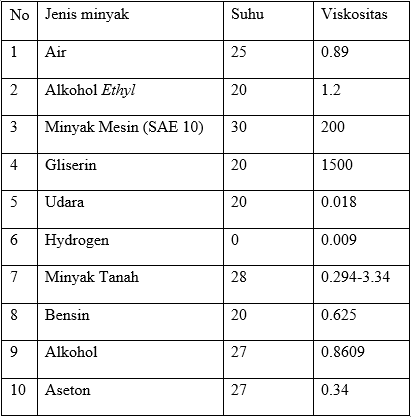 No Jenis minyak Suhu Viskositas
1 Air 25 0.89
2 Alkohol Ethyl 20 1.2
3 Minyak Mesin (SAE 10) 30 200
4 Gliserin 20 1500
5 Udara 20 0.018
6 Hydrogen 0 0.009
7 Minyak Tanah 28 0.294-3.34
8 Bensin 20 0.625
9 Alkohol 27 0.8609
10 Aseton 27 0.34